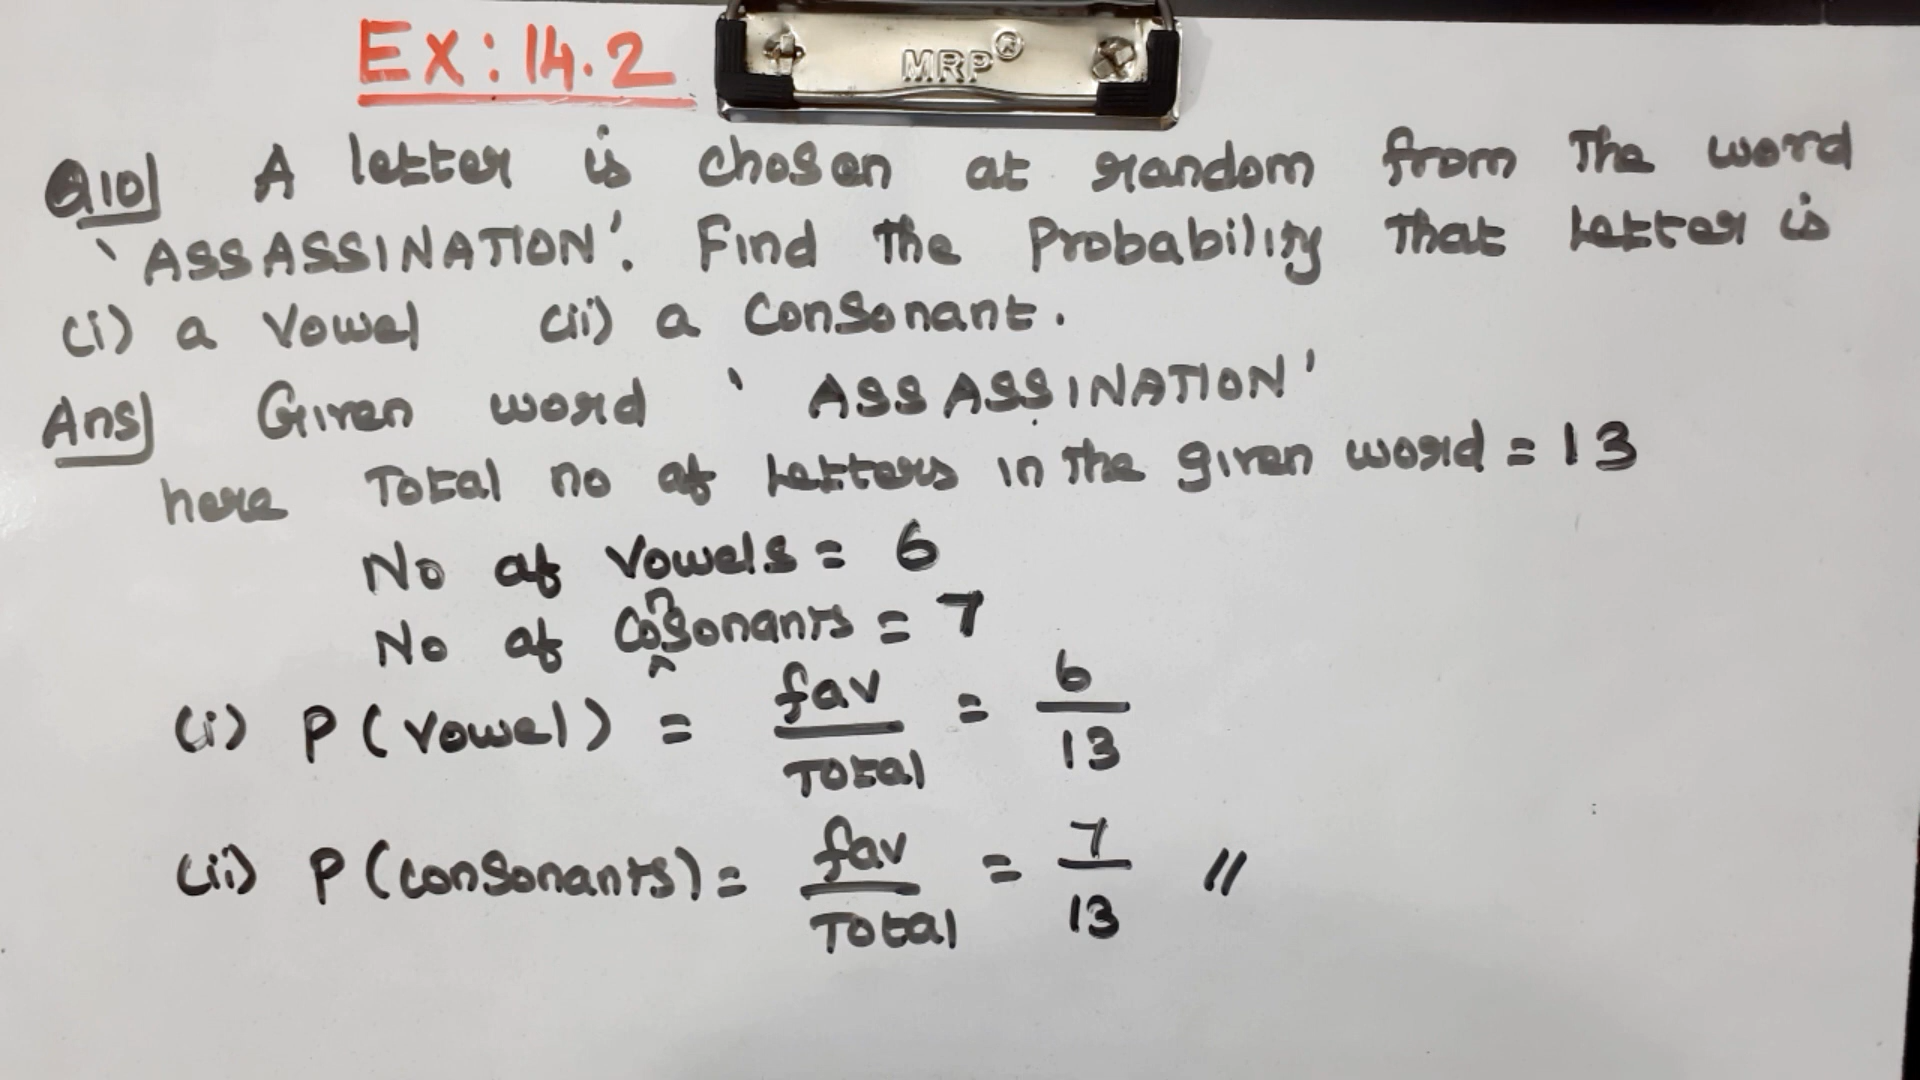 Ex: 14.2
MRP®
Q10) A letter is chosen at random from The word
'ASSASSINATION'. Find The Probability That Letter is
(i) a Vowel (ii) a Consonant.
Ans) Given word 'ASSASSINATION'
here Total no of Letters in The given word = 13
No of Vowels = 6
No of Consonants = 7
(i) P(Vowel) = fav/Total = 6/13
(ii) P(Consonants) = fav/Total = 7/13 //